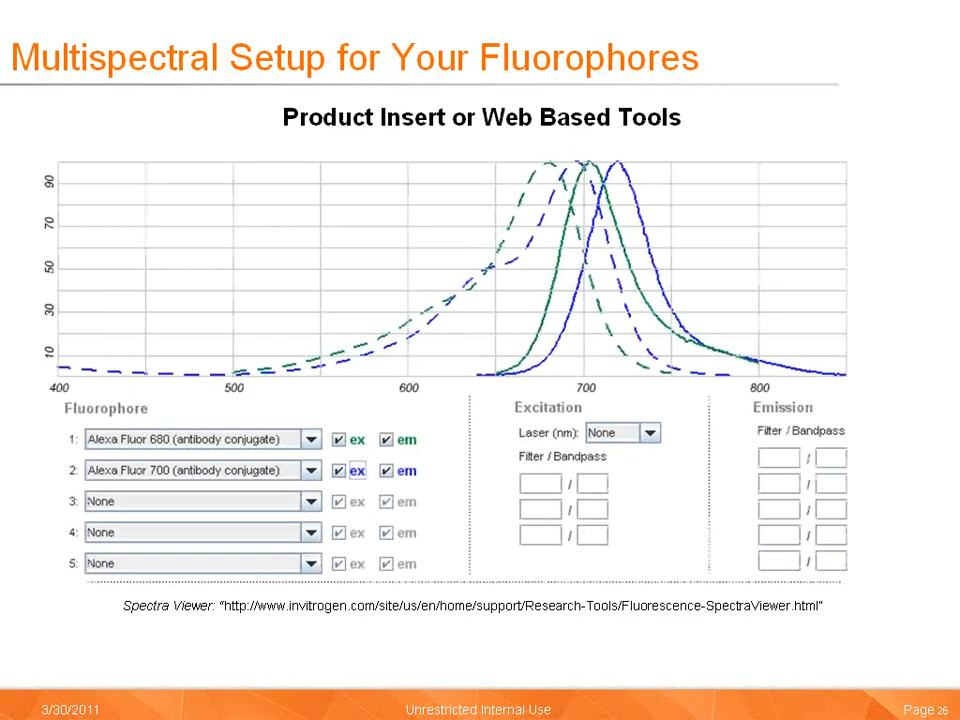 Multispectral Setup for Your Fluorophores
Product Insert or Web Based Tools
90
70
50
30
10
400 500 600 700 800
Fluorophore
1: Alexa Fluor 680 (antibody conjugate) ex em
2: Alexa Fluor 700 (antibody conjugate) ex em
3: None ex em
4: None ex em
5: None ex em
Excitation
Laser (nm): None
Filter / Bandpass
/
/
/
Emission
Filter / Bandpass
/
/
/
/
/
Spectra Viewer: "http://www.invitrogen.com/site/us/en/home/support/Research-Tools/Fluorescence-SpectraViewer.html"
3/30/2011 Unrestricted Internal Use Page 26